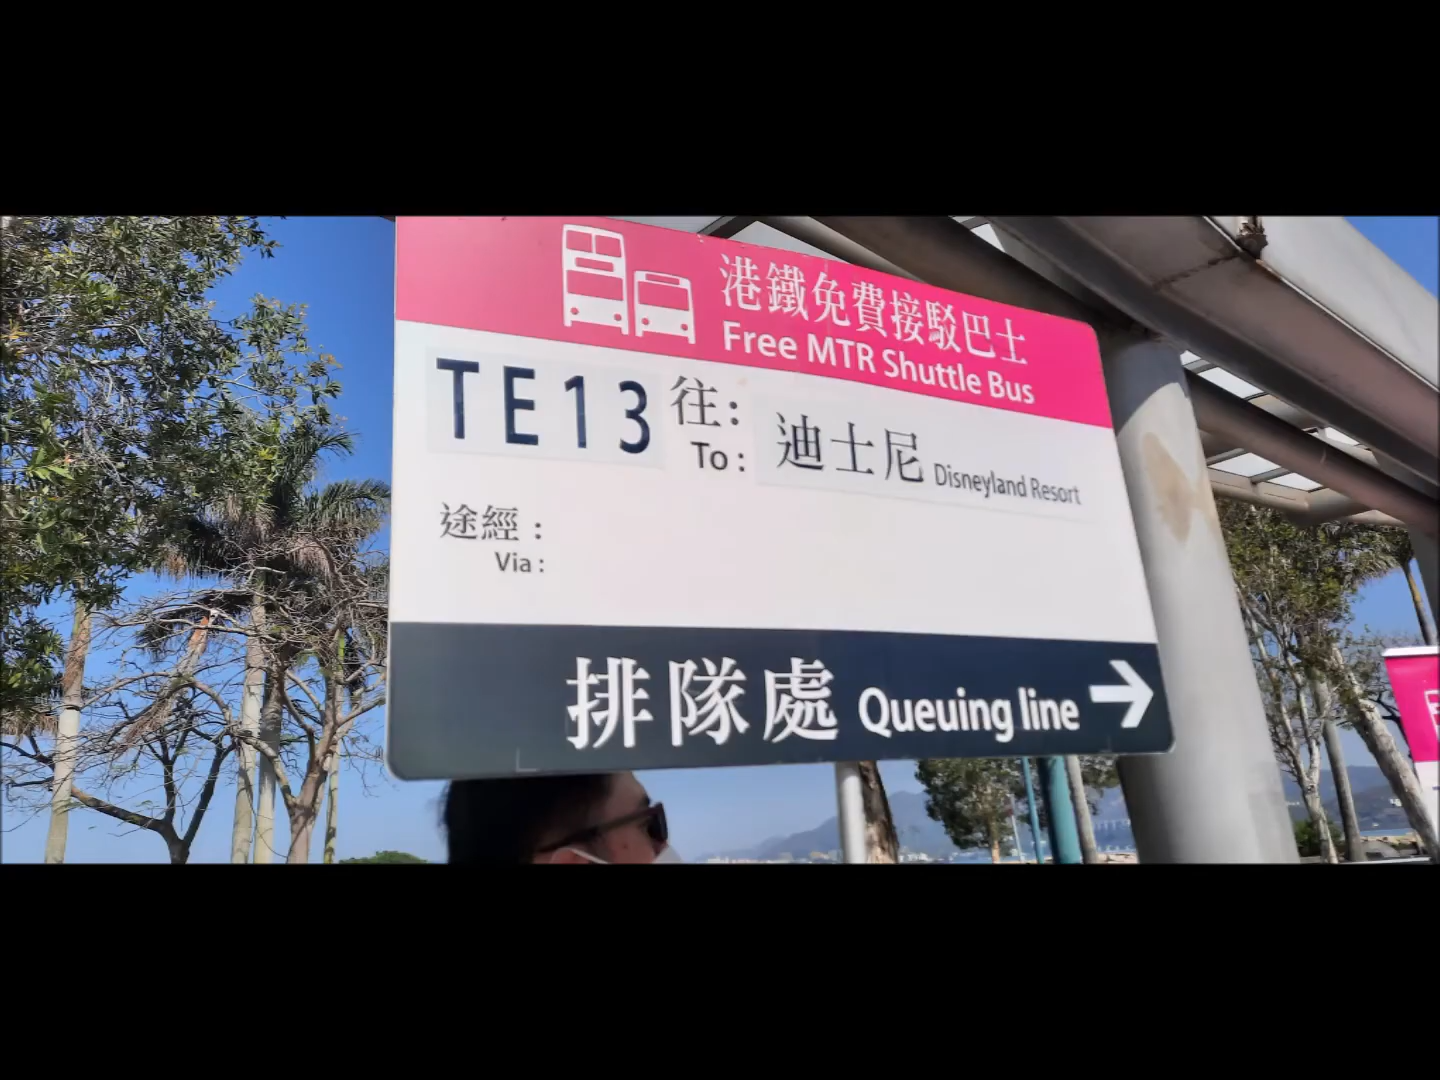 港鐵免費接駁巴士
Free MTR Shuttle Bus
TE13 往: 迪士尼 Disneyland Resort
To :
途經 :
Via :
排隊處 Queuing line